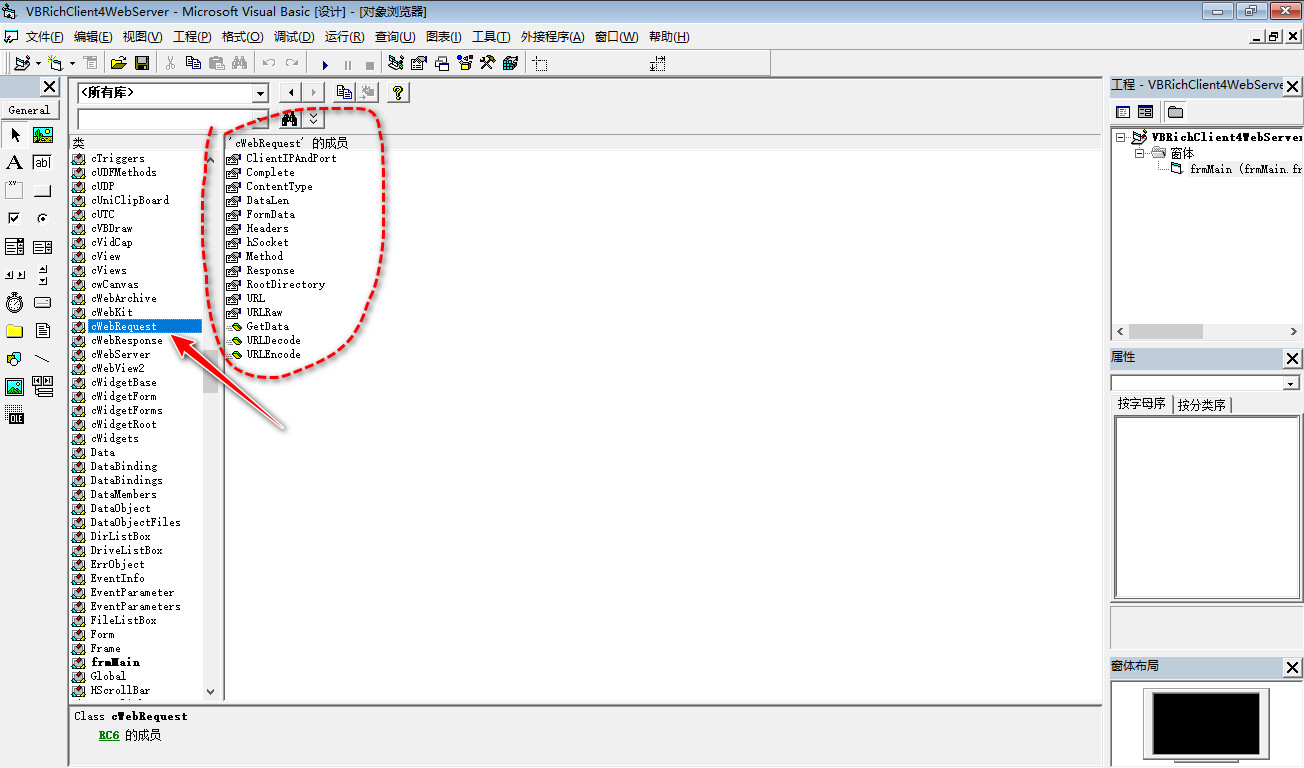 VBRichClient4WebServer - Microsoft Visual Basic [设计] - [对象浏览器]
文件(F) 编辑(E) 视图(V) 工程(P) 格式(O) 调试(D) 运行(R) 查询(U) 图表(I) 工具(T) 外接程序(A) 窗口(W) 帮助(H)
General
A
ab|
OLE
<所有库>
类
cTriggers
cUDFMethods
cUDP
cUniClipBoard
cUTC
cVBDraw
cVidCap
cView
cViews
cwCanvas
cWebArchive
cWebKit
cWebRequest
cWebResponse
cWebServer
cWebView2
cWidgetBase
cWidgetForm
cWidgetForms
cWidgetRoot
cWidgets
Data
DataBinding
DataBindings
DataMembers
DataObject
DataObjectFiles
DirListBox
DriveListBox
ErrObject
EventInfo
EventParameter
EventParameters
FileListBox
Form
Frame
frmMain
Global
HScrollBar
'cWebRequest' 的成员
ClientIPAndPort
Complete
ContentType
DataLen
FormData
Headers
hSocket
Method
Response
RootDirectory
URL
URLRaw
GetData
URLDecode
URLEncode
Class cWebRequest
RC6 的成员
工程 - VBRichClient4WebServe
VBRichClient4WebServer
窗体
frmMain (frmMain.fr
属性
按字母序 按分类序
窗体布局